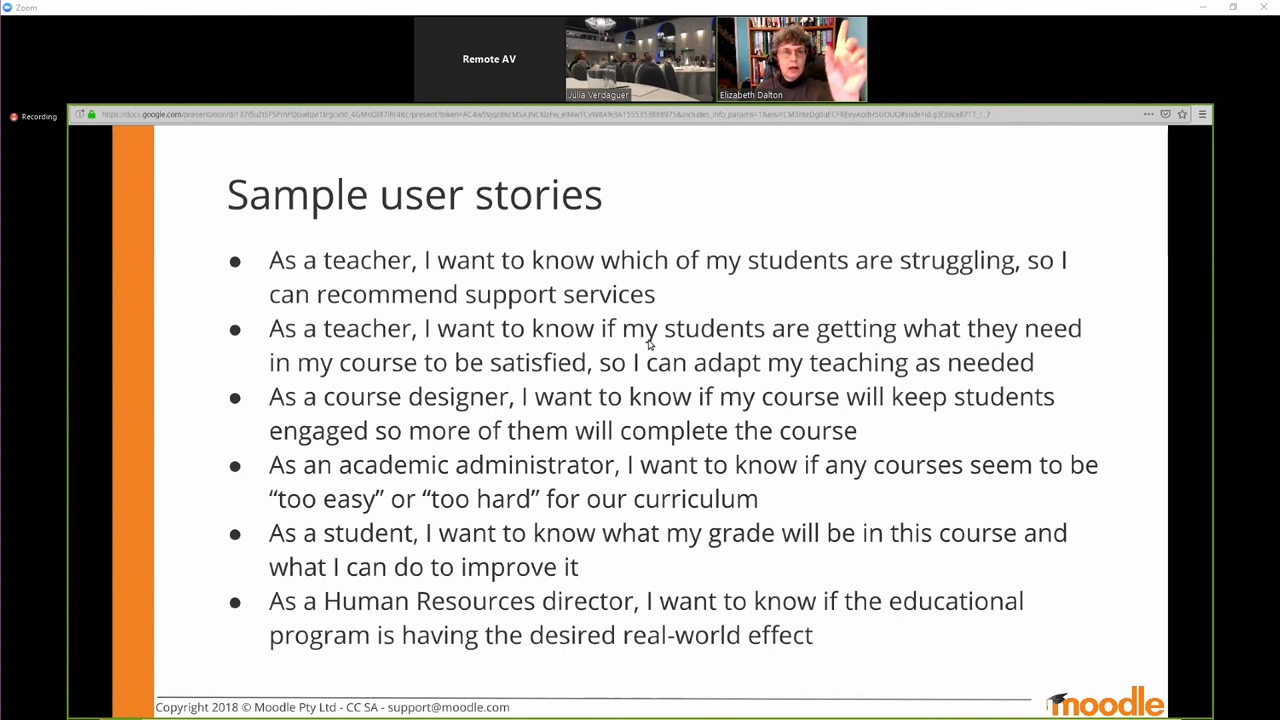 Zoom
Remote AV
Julia Verdaguer
Elizabeth Dalton
Recording
Sample user stories
● As a teacher, I want to know which of my students are struggling, so I
can recommend support services
● As a teacher, I want to know if my students are getting what they need
in my course to be satisfied, so I can adapt my teaching as needed
● As a course designer, I want to know if my course will keep students
engaged so more of them will complete the course
● As an academic administrator, I want to know if any courses seem to be
“too easy” or “too hard” for our curriculum
● As a student, I want to know what my grade will be in this course and
what I can do to improve it
● As a Human Resources director, I want to know if the educational
program is having the desired real-world effect
Copyright 2018 © Moodle Pty Ltd - CC SA - support@moodle.com
moodle